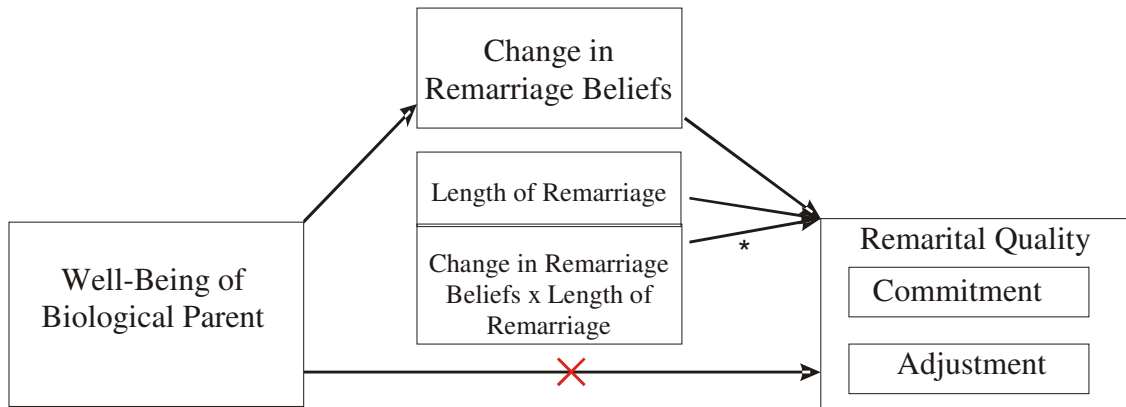 Change in
Remarriage Beliefs
Length of Remarriage
*
Change in Remarriage
Beliefs x Length of
Remarriage
Well-Being of
Biological Parent
Remarital Quality
Commitment
Adjustment